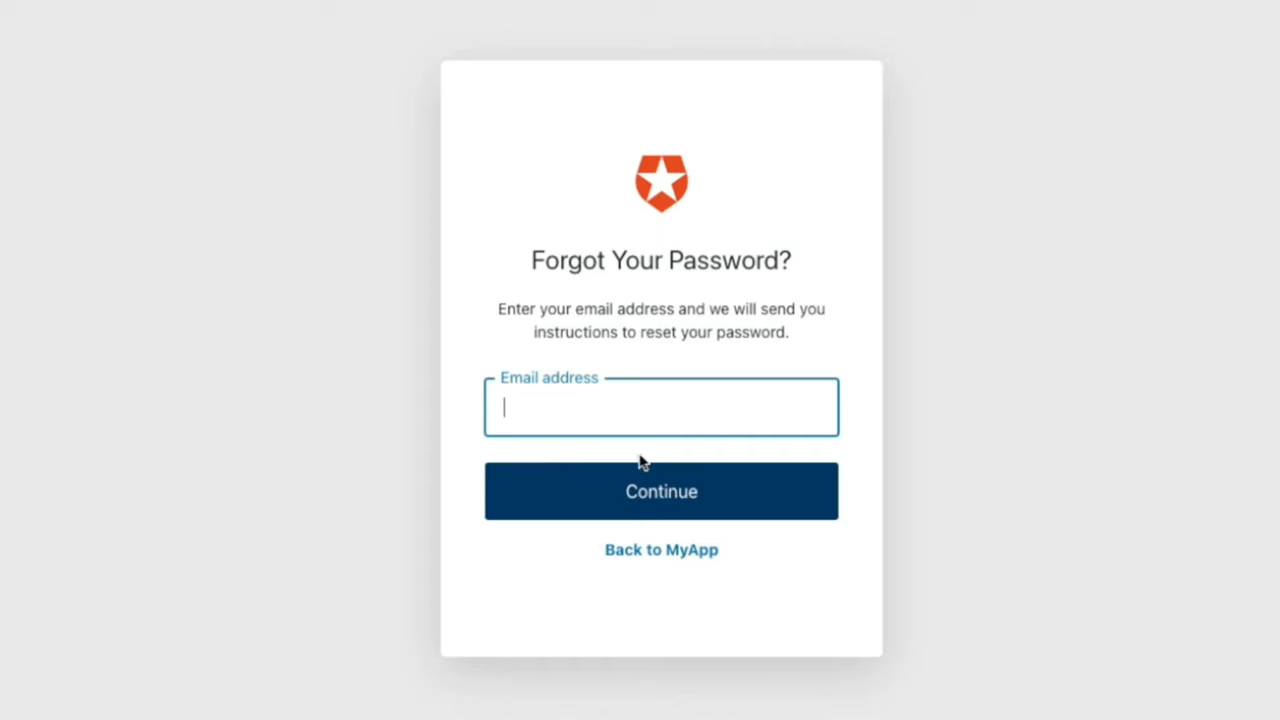 Forgot Your Password?
Enter your email address and we will send you
instructions to reset your password.
Email address
Continue
Back to MyApp